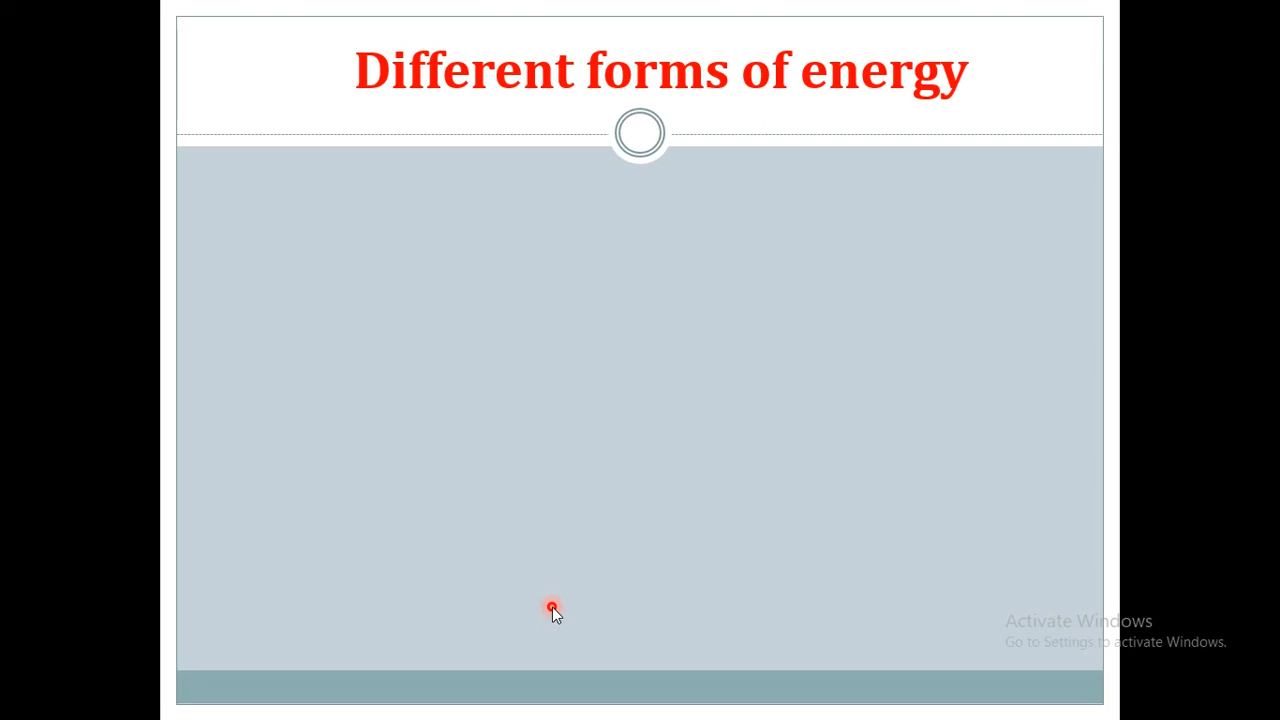 Different forms of energy
Activate Windows
Go to Settings to activate Windows.